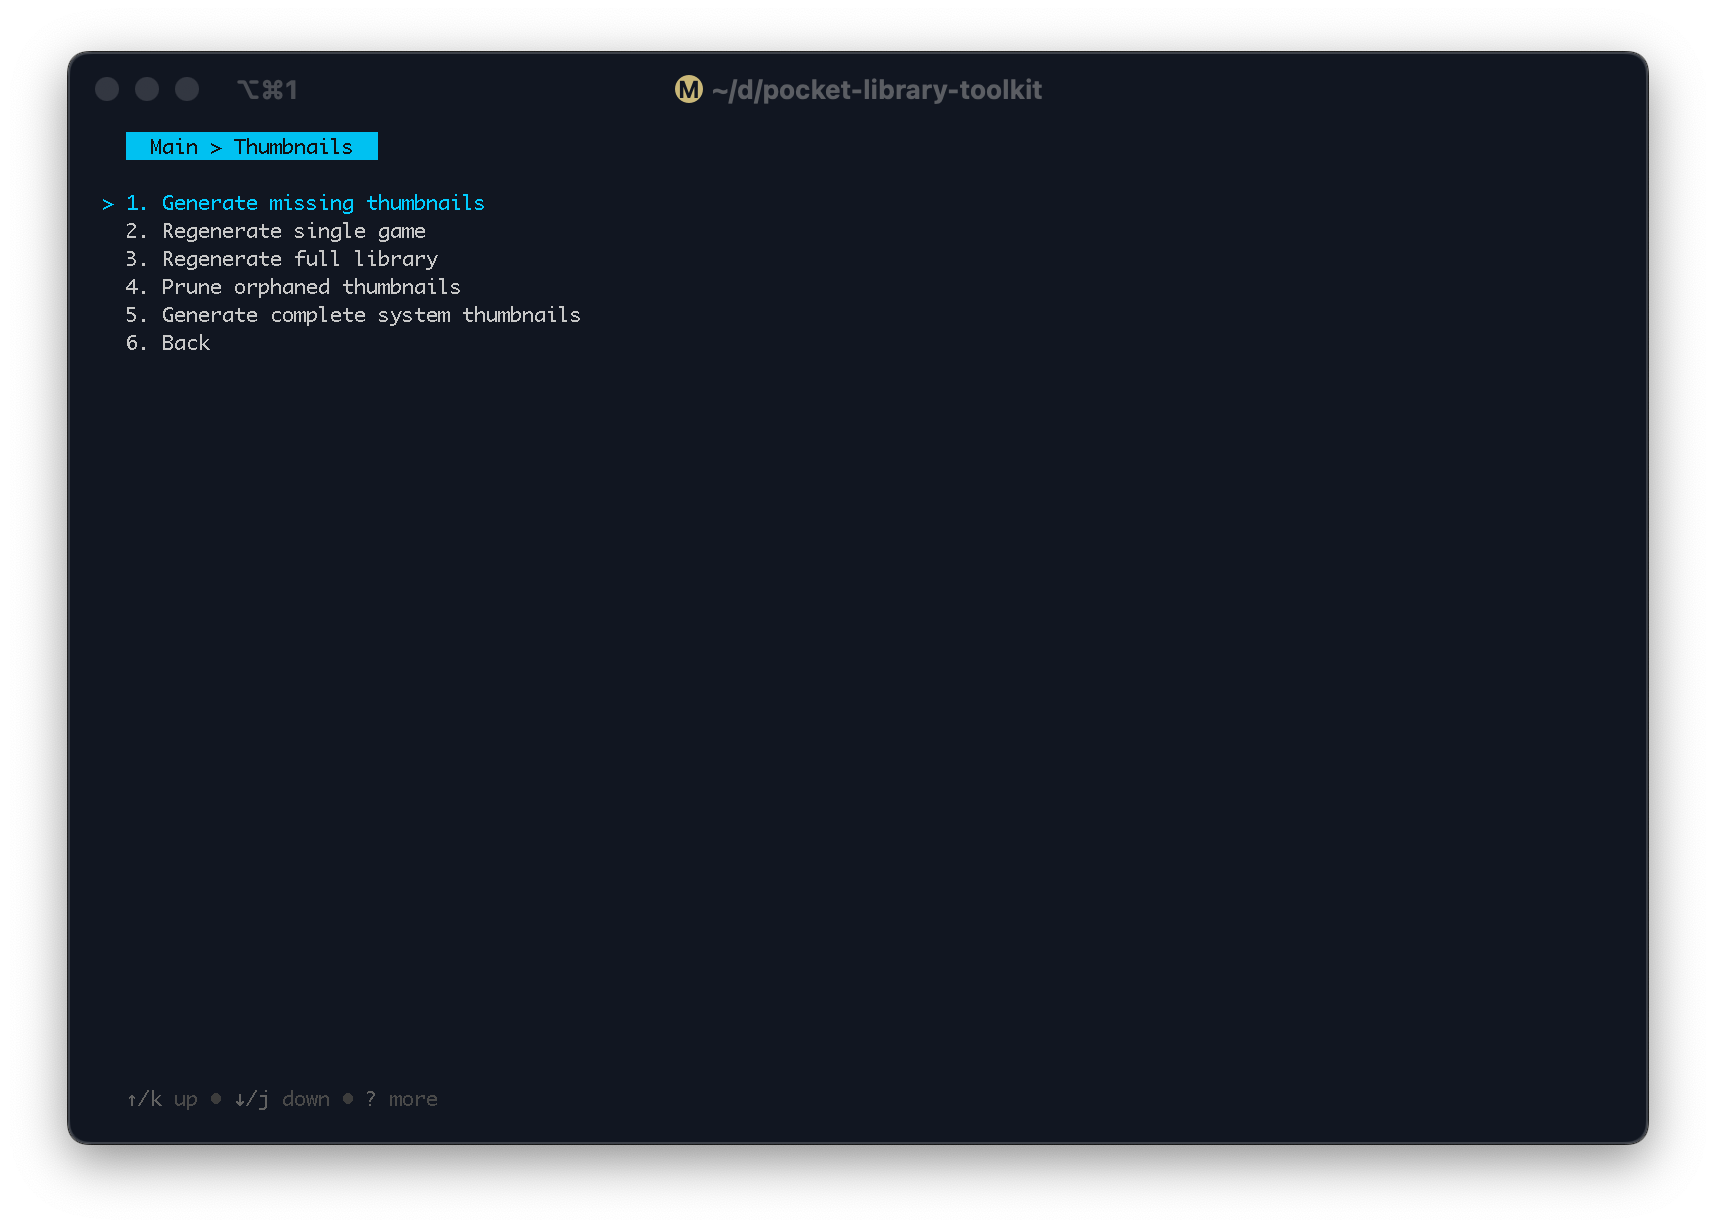 ⌥⌘1
M ~/d/pocket-library-toolkit
Main > Thumbnails
> 1. Generate missing thumbnails
2. Regenerate single game
3. Regenerate full library
4. Prune orphaned thumbnails
5. Generate complete system thumbnails
6. Back
↑/k up • ↓/j down • ? more